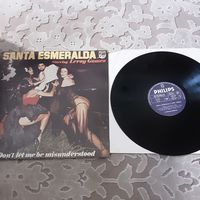 SANTA ESMERALDA
starring Leroy Gomez
Don't let me be misunderstood
PHILIPS